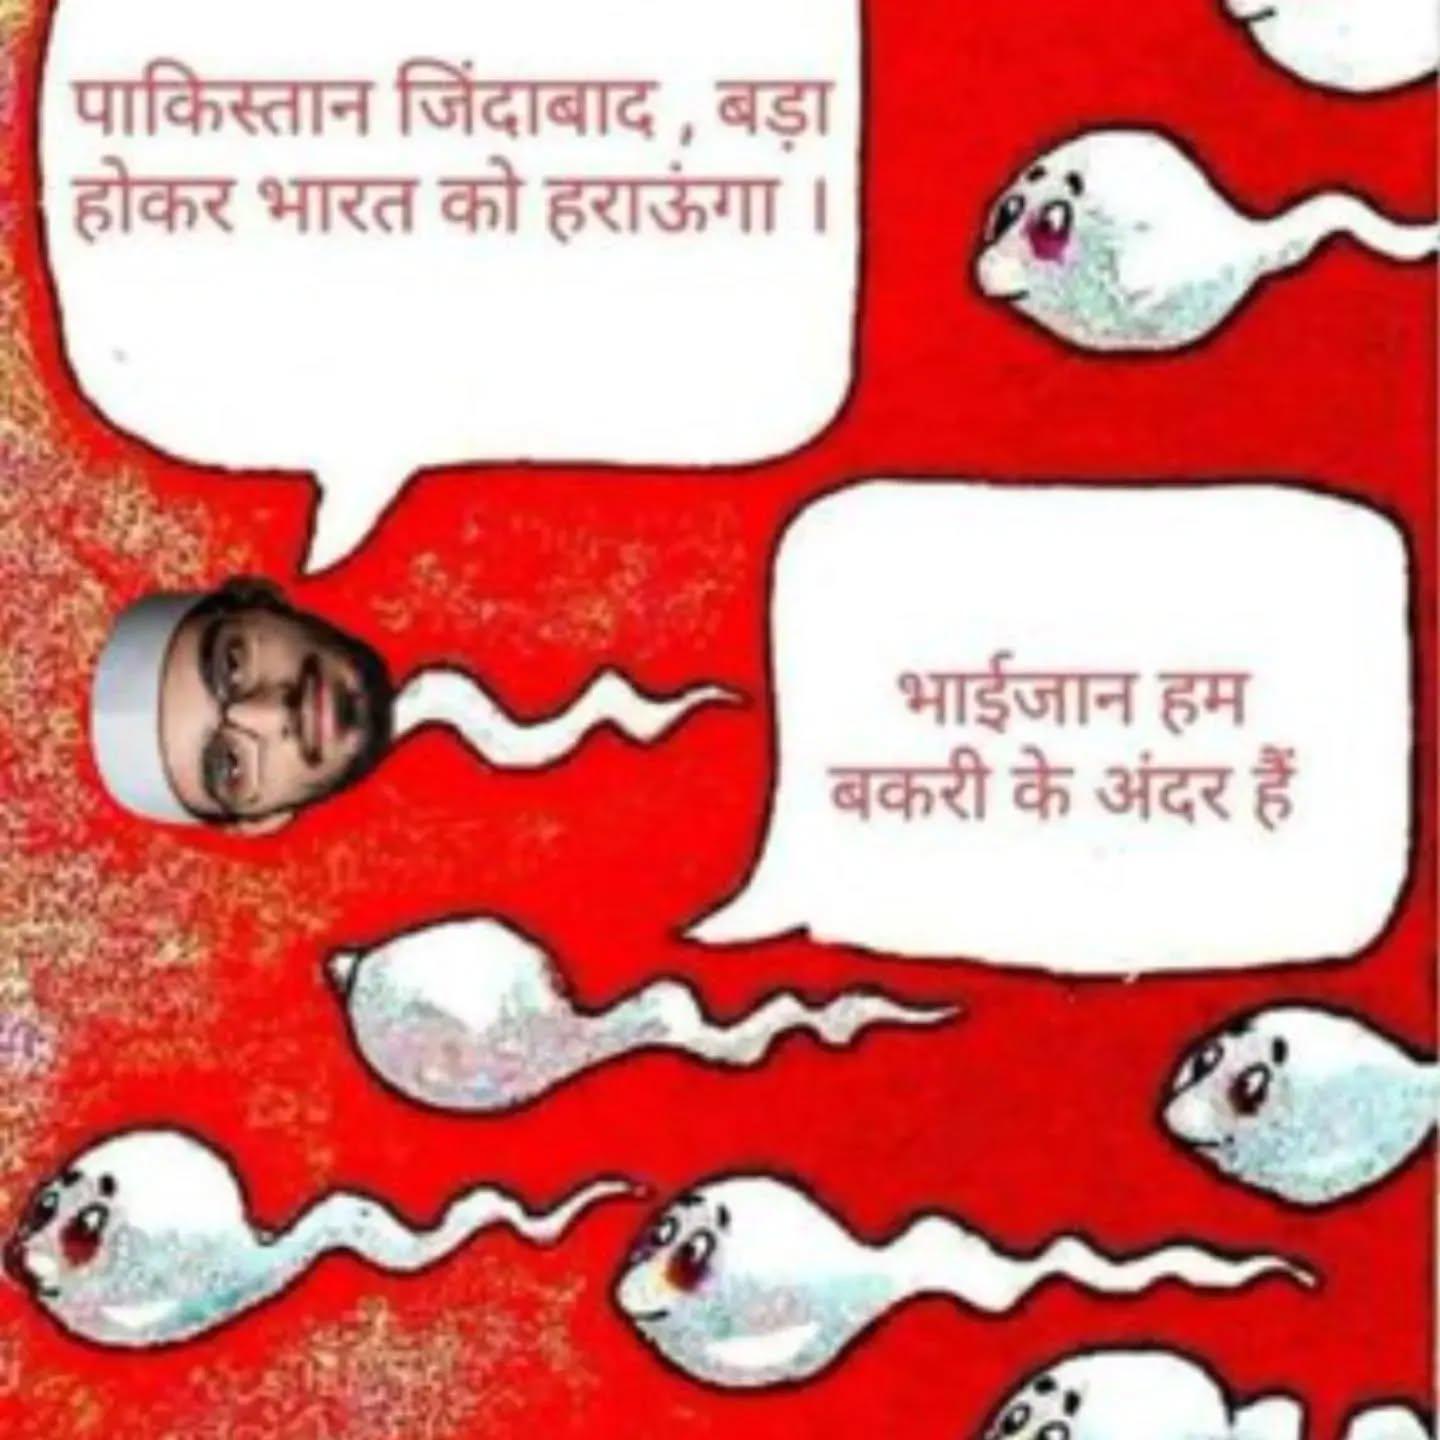 पाकिस्तान जिंदाबाद , बड़ा
होकर भारत को हराऊंगा ।
भाईजान हम
बकरी के अंदर हैं